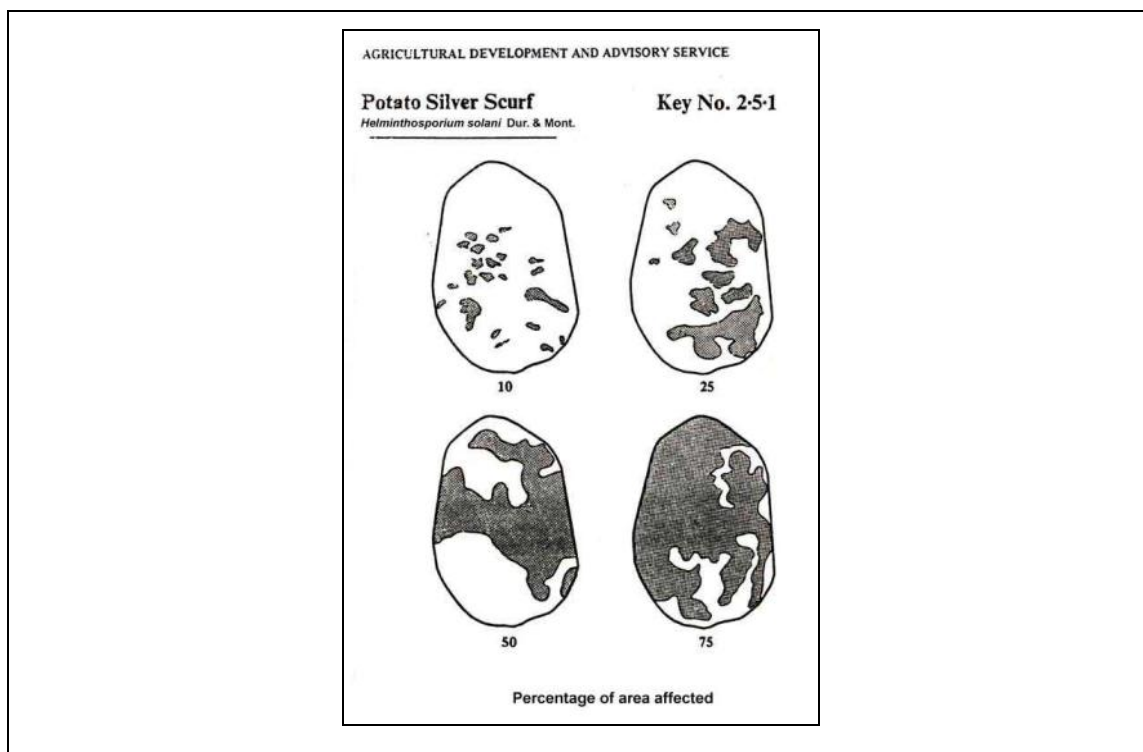 AGRICULTURAL DEVELOPMENT AND ADVISORY SERVICE
Potato Silver Scurf Key No. 2·5·1
Helminthosporium solani Dur. & Mont.
10 25
50 75
Percentage of area affected